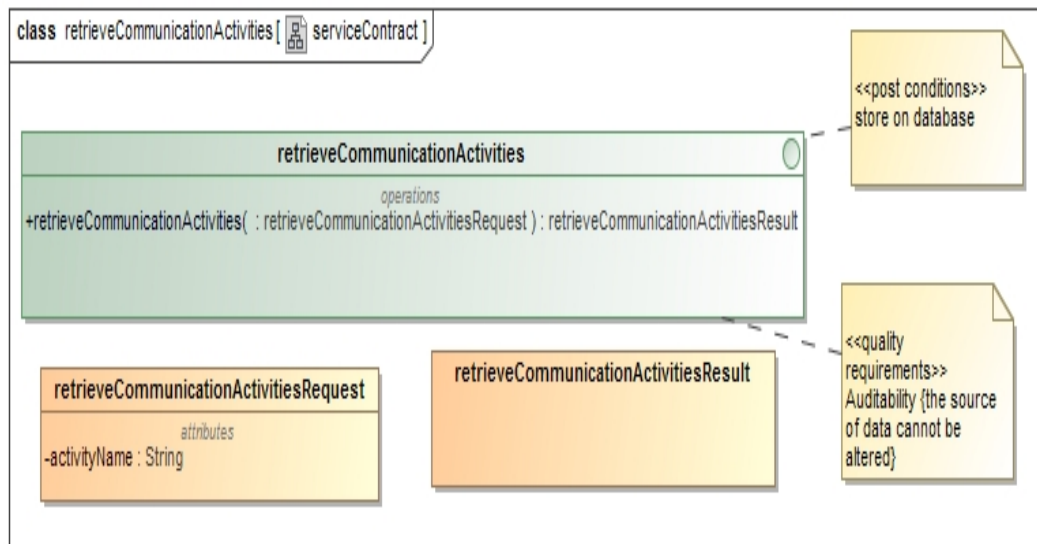 class retrieveCommunicationActivities [ serviceContract ]
<<post conditions>>
store on database
retrieveCommunicationActivities
operations
+retrieveCommunicationActivities( : retrieveCommunicationActivitiesRequest ) : retrieveCommunicationActivitiesResult
<<quality
requirements>>
Auditability {the source
of data cannot be
altered}
retrieveCommunicationActivitiesRequest
attributes
-activityName : String
retrieveCommunicationActivitiesResult